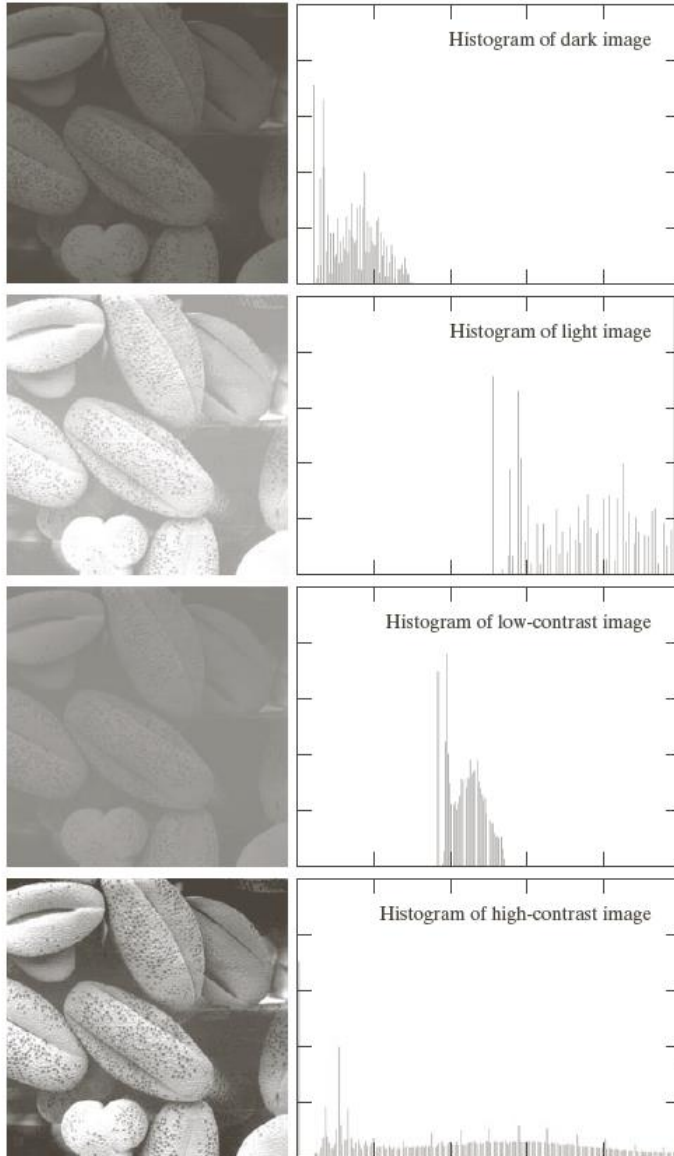 Histogram of dark image
Histogram of light image
Histogram of low-contrast image
Histogram of high-contrast image